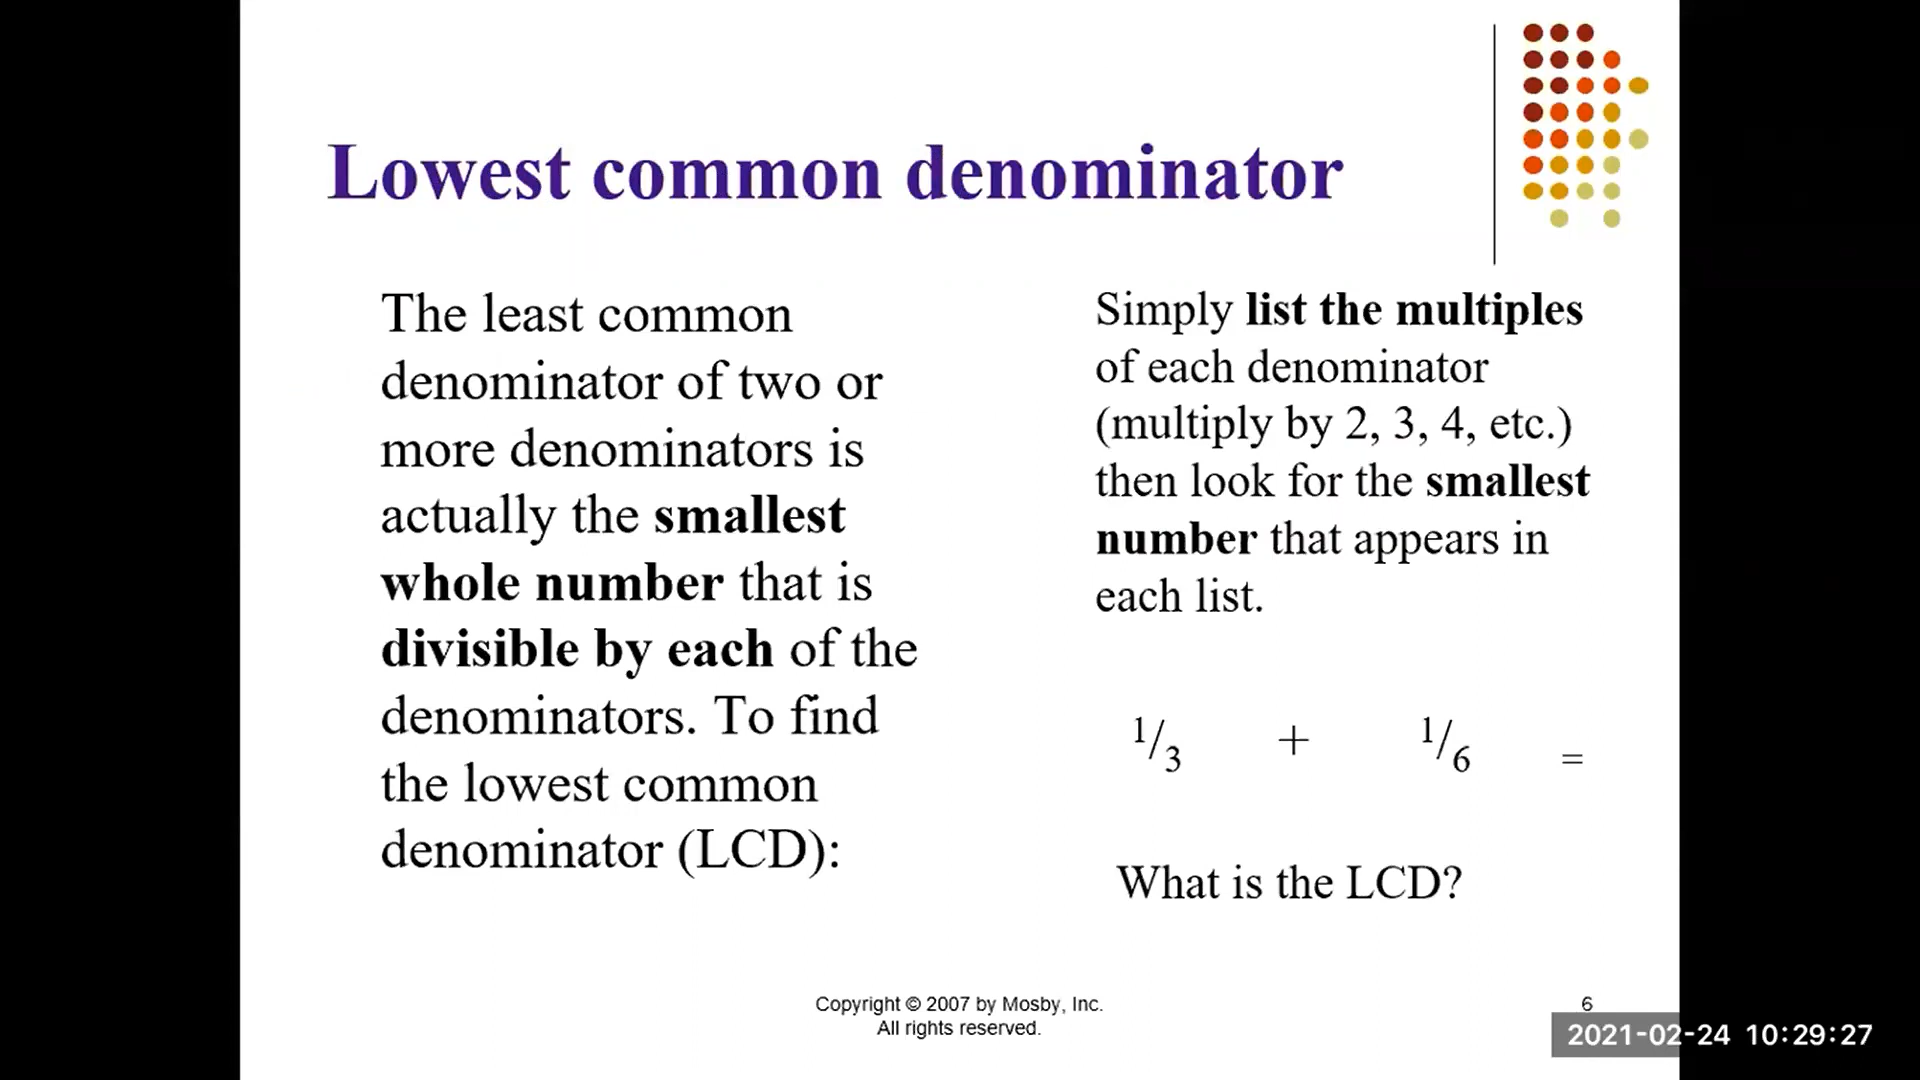 Lowest common denominator
The least common
denominator of two or
more denominators is
actually the smallest
whole number that is
divisible by each of the
denominators. To find
the lowest common
denominator (LCD):
Simply list the multiples
of each denominator
(multiply by 2, 3, 4, etc.)
then look for the smallest
number that appears in
each list.
1/3 + 1/6 =
What is the LCD?
Copyright © 2007 by Mosby, Inc.
All rights reserved.
6
2021-02-24 10:29:27